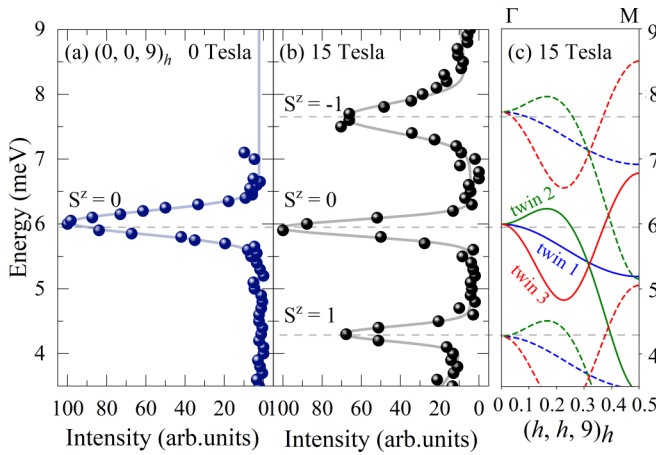 Γ M
(a) (0, 0, 9)h 0 Tesla
(b) 15 Tesla
(c) 15 Tesla
9
8
7
6
5
4
Energy (meV)
S^z = 0
S^z = -1
S^z = 0
S^z = 1
twin 2
twin 1
twin 3
6
9
8
7
6
5
4
100 80 60 40 20 0
100 80 60 40 20 0
0 0.1 0.2 0.3 0.4 0.5
Intensity (arb.units)
Intensity (arb.units)
(h, h, 9)h